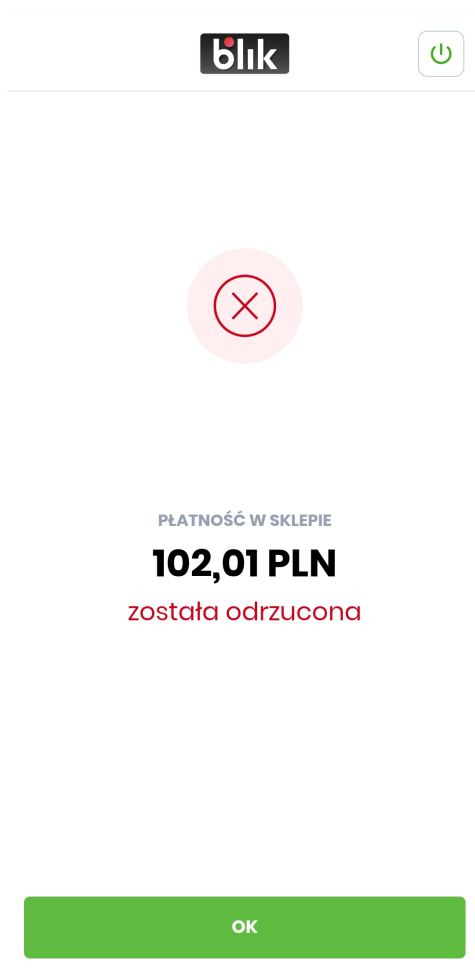 blik
PŁATNOŚĆ W SKLEPIE
102,01 PLN
została odrzucona
OK